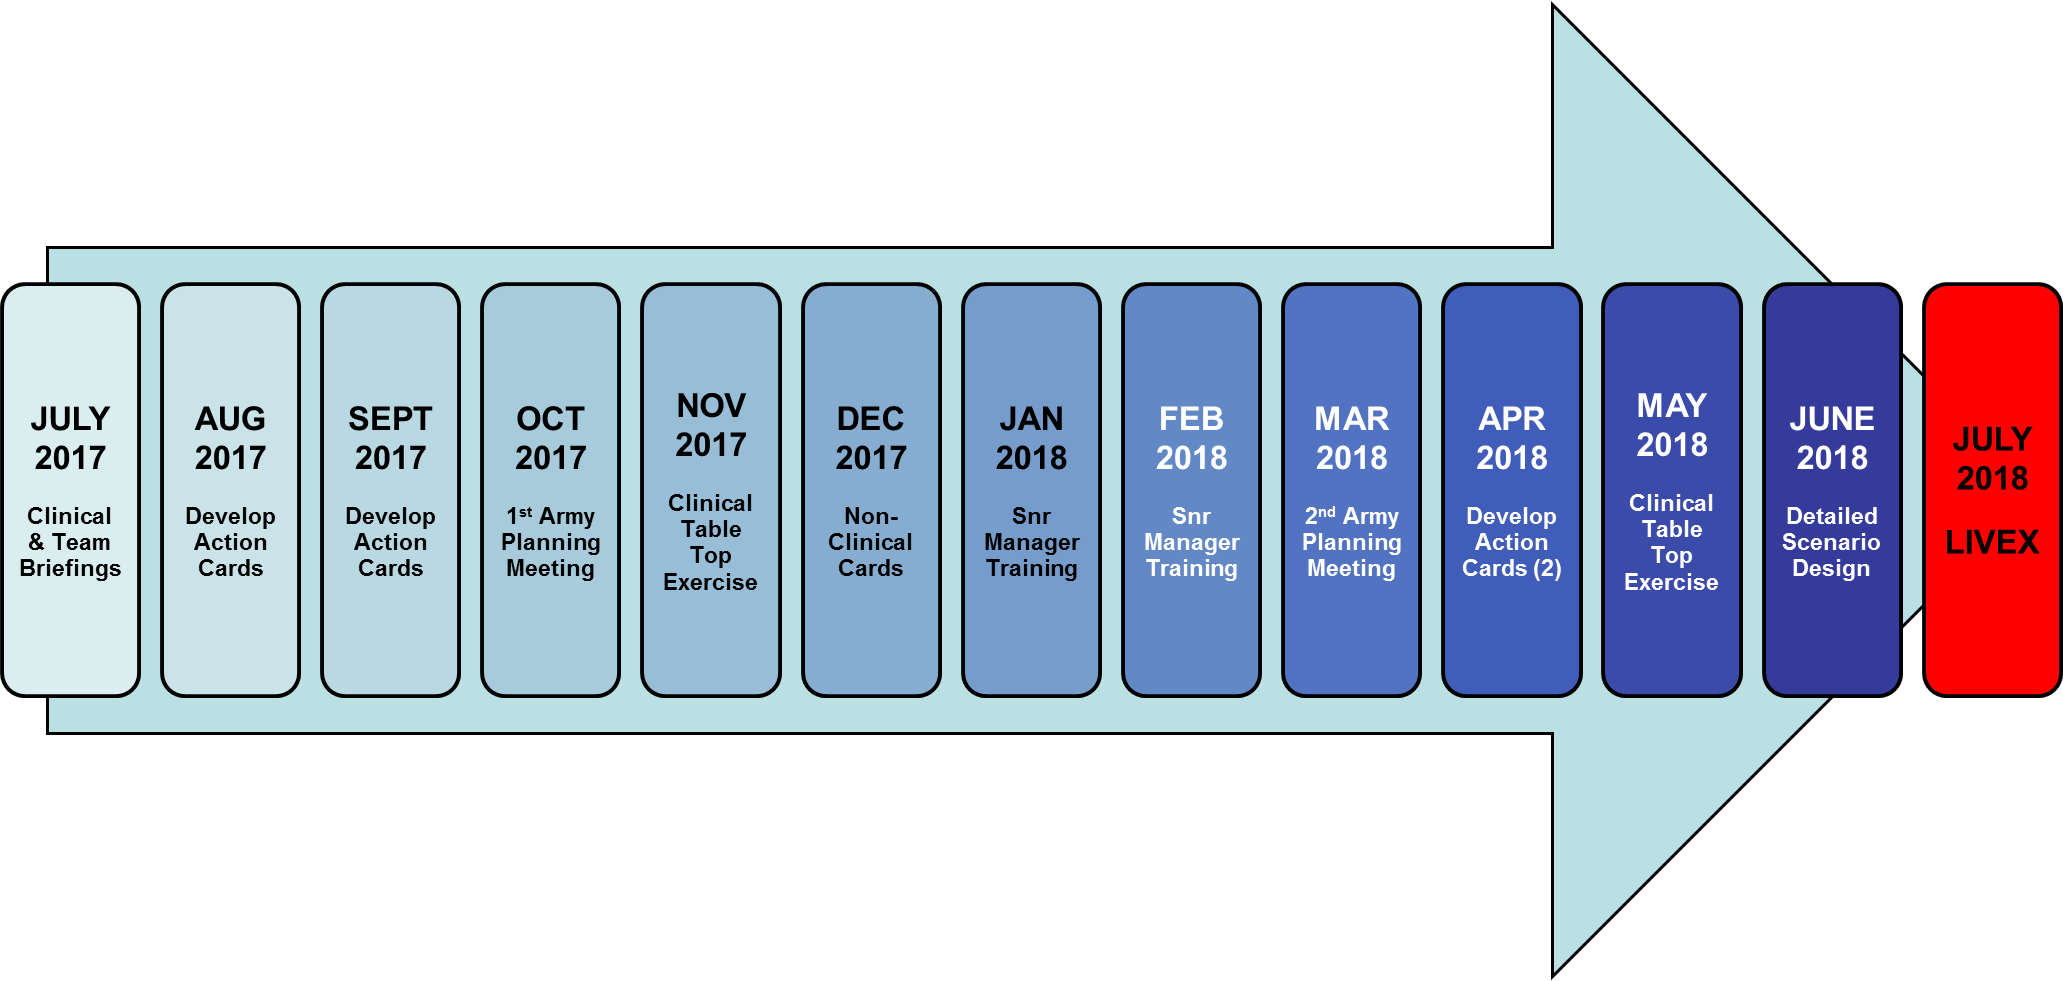 JULY
2017
Clinical
& Team
Briefings
AUG
2017
Develop
Action
Cards
SEPT
2017
Develop
Action
Cards
OCT
2017
1st Army
Planning
Meeting
NOV
2017
Clinical
Table
Top
Exercise
DEC
2017
Non-
Clinical
Cards
JAN
2018
Snr
Manager
Training
FEB
2018
Snr
Manager
Training
MAR
2018
2nd Army
Planning
Meeting
APR
2018
Develop
Action
Cards (2)
MAY
2018
Clinical
Table
Top
Exercise
JUNE
2018
Detailed
Scenario
Design
JULY
2018
LIVEX